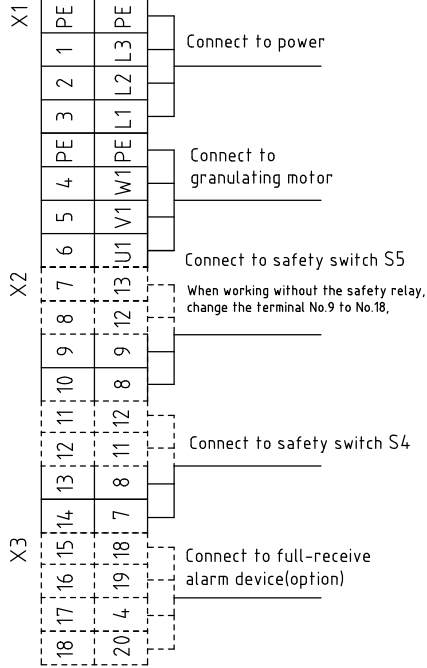 X1
PE PE
1 L3
Connect to power
2 L2
3 L1
PE PE
Connect to
4 W1
granulating motor
5 V1
6 U1
Connect to safety switch S5
X2
7 13
When working without the safety relay,
8 12
change the terminal No.9 to No.18,
9 9
10 8
11 12
12 11
Connect to safety switch S4
13 8
14 7
X3
15 18
Connect to full-receive
16 19
alarm device(option)
17 4
18 20